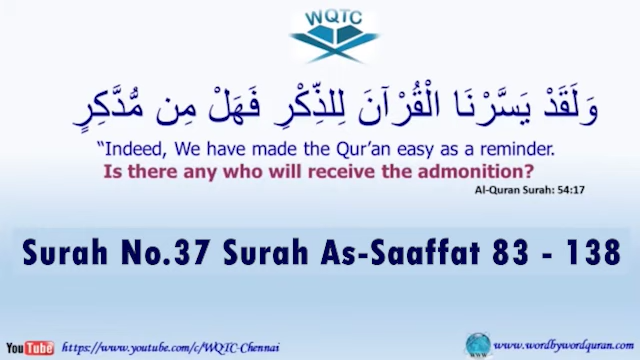 WQTC
وَلَقَدْ يَسَّرْنَا الْقُرْآنَ لِلذِّكْرِ فَهَلْ مِن مُّدَّكِرٍ
“Indeed, We have made the Qur’an easy as a reminder.
Is there any who will receive the admonition?
Al-Quran Surah: 54:17
Surah No.37 Surah As-Saaffat 83 - 138
YouTube https://www.youtube.com/c/WQTC-Chennai www.wordbywordquran.com